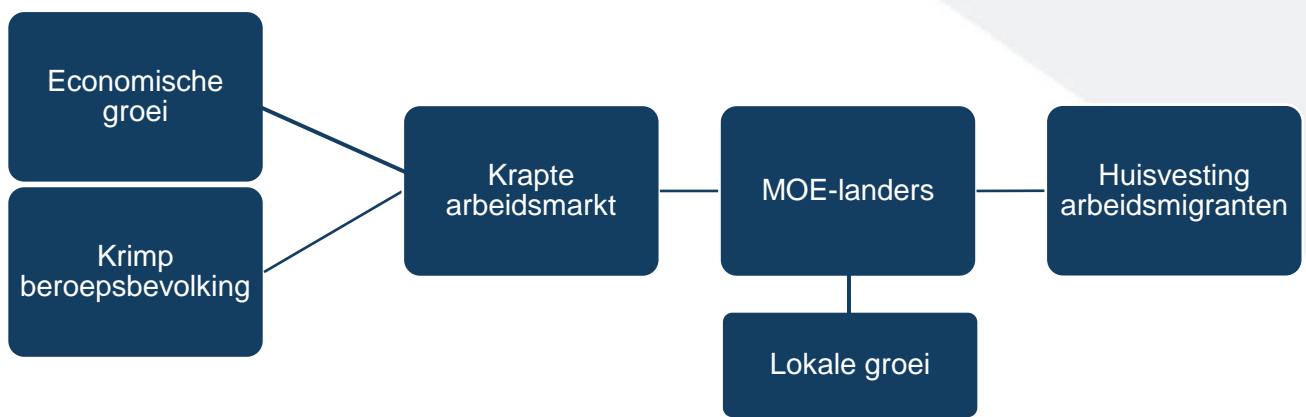 Economische
groei
Krimp
beroepsbevolking
Krapte
arbeidsmarkt
MOE-landers
Lokale groei
Huisvesting
arbeidsmigranten